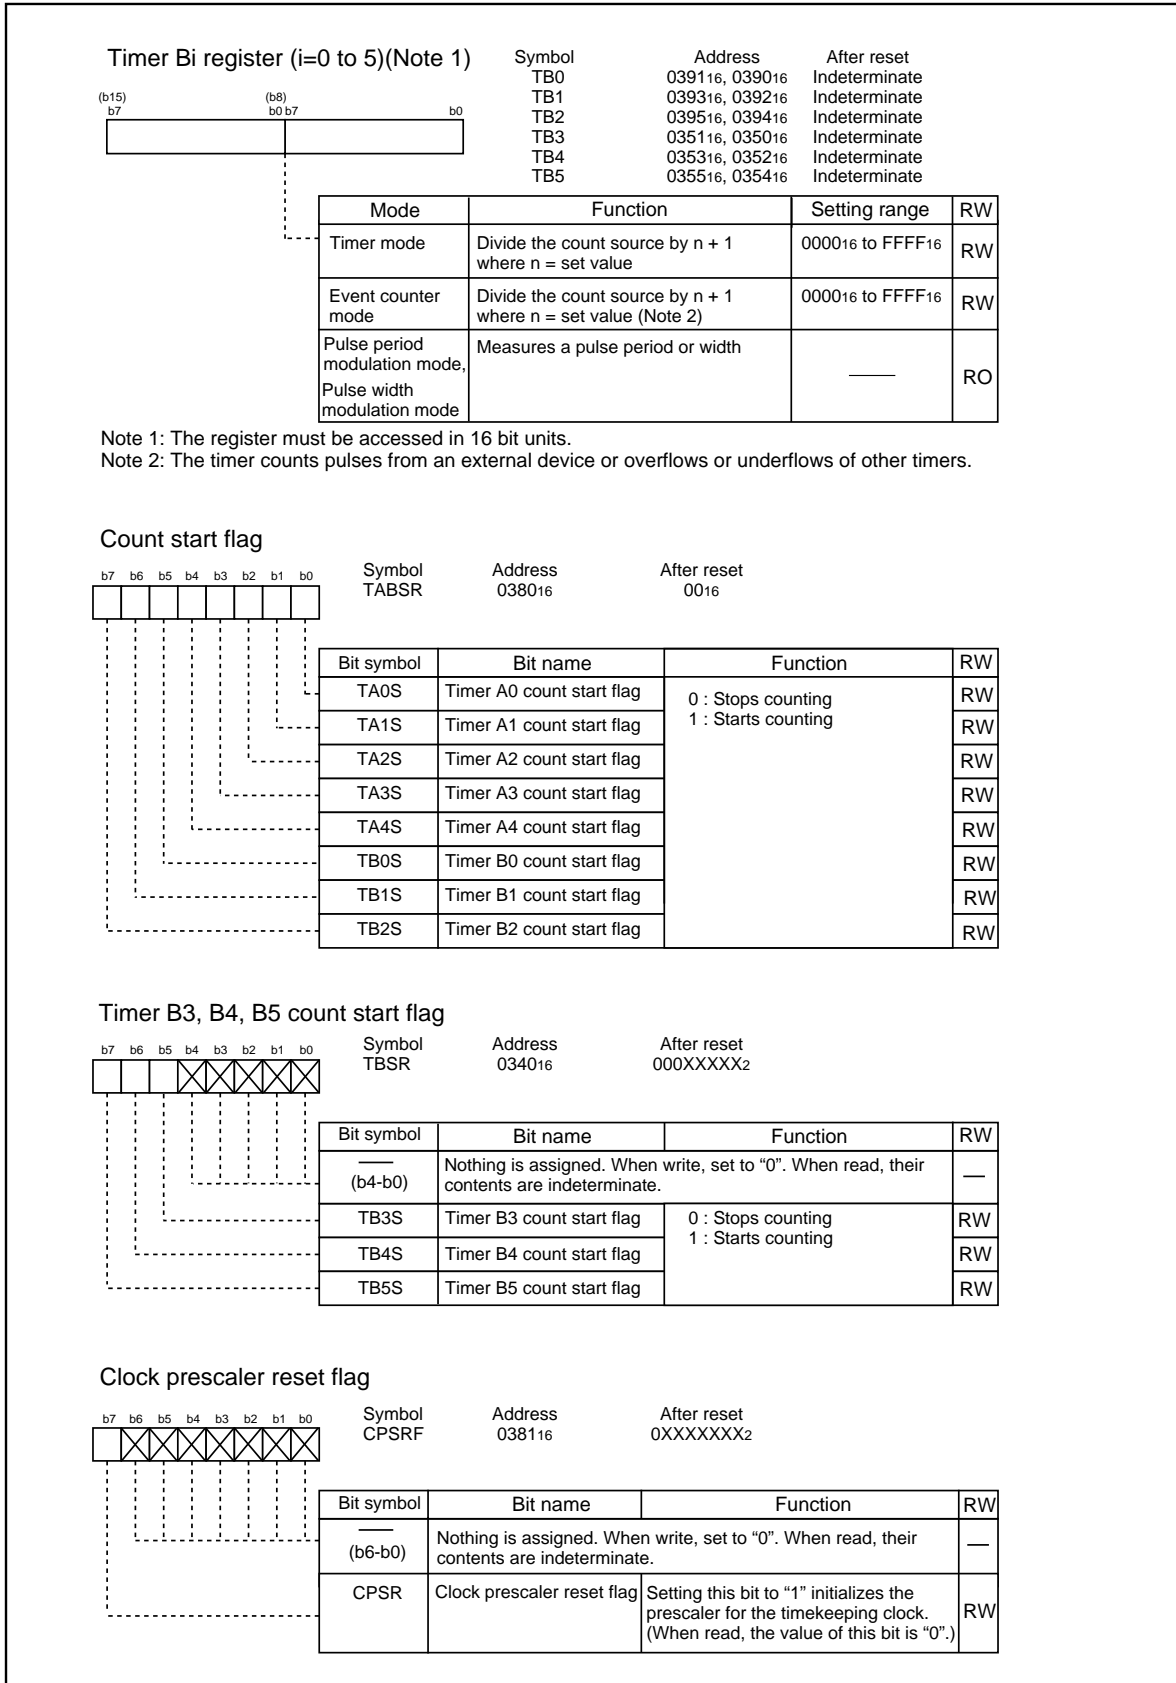 Timer Bi register (i=0 to 5)(Note 1)
Symbol Address After reset
TB0 039116, 039016 Indeterminate
TB1 039316, 039216 Indeterminate
TB2 039516, 039416 Indeterminate
TB3 035116, 035016 Indeterminate
TB4 035316, 035216 Indeterminate
TB5 035516, 035416 Indeterminate
(b15) (b8)
b7 b0 b7 b0
Mode Function Setting range RW
Timer mode Divide the count source by n + 1 000016 to FFFF16 RW
where n = set value
Event counter Divide the count source by n + 1 000016 to FFFF16 RW
mode where n = set value (Note 2)
Pulse period Measures a pulse period or width
modulation mode,
Pulse width RO
modulation mode
Note 1: The register must be accessed in 16 bit units.
Note 2: The timer counts pulses from an external device or overflows or underflows of other timers.
Count start flag
b7 b6 b5 b4 b3 b2 b1 b0
Symbol Address After reset
TABSR 038016 0016
Bit symbol Bit name Function RW
TA0S Timer A0 count start flag 0 : Stops counting RW
TA1S Timer A1 count start flag 1 : Starts counting RW
TA2S Timer A2 count start flag RW
TA3S Timer A3 count start flag RW
TA4S Timer A4 count start flag RW
TB0S Timer B0 count start flag RW
TB1S Timer B1 count start flag RW
TB2S Timer B2 count start flag RW
Timer B3, B4, B5 count start flag
b7 b6 b5 b4 b3 b2 b1 b0
Symbol Address After reset
TBSR 034016 000XXXXX2
Bit symbol Bit name Function RW
(b4-b0) Nothing is assigned. When write, set to “0”. When read, their —
contents are indeterminate.
TB3S Timer B3 count start flag 0 : Stops counting RW
TB4S Timer B4 count start flag 1 : Starts counting RW
TB5S Timer B5 count start flag RW
Clock prescaler reset flag
b7 b6 b5 b4 b3 b2 b1 b0
Symbol Address After reset
CPSRF 038116 0XXXXXXX2
Bit symbol Bit name Function RW
(b6-b0) Nothing is assigned. When write, set to “0”. When read, their —
contents are indeterminate.
CPSR Clock prescaler reset flag Setting this bit to “1” initializes the
prescaler for the timekeeping clock. RW
(When read, the value of this bit is “0”.)